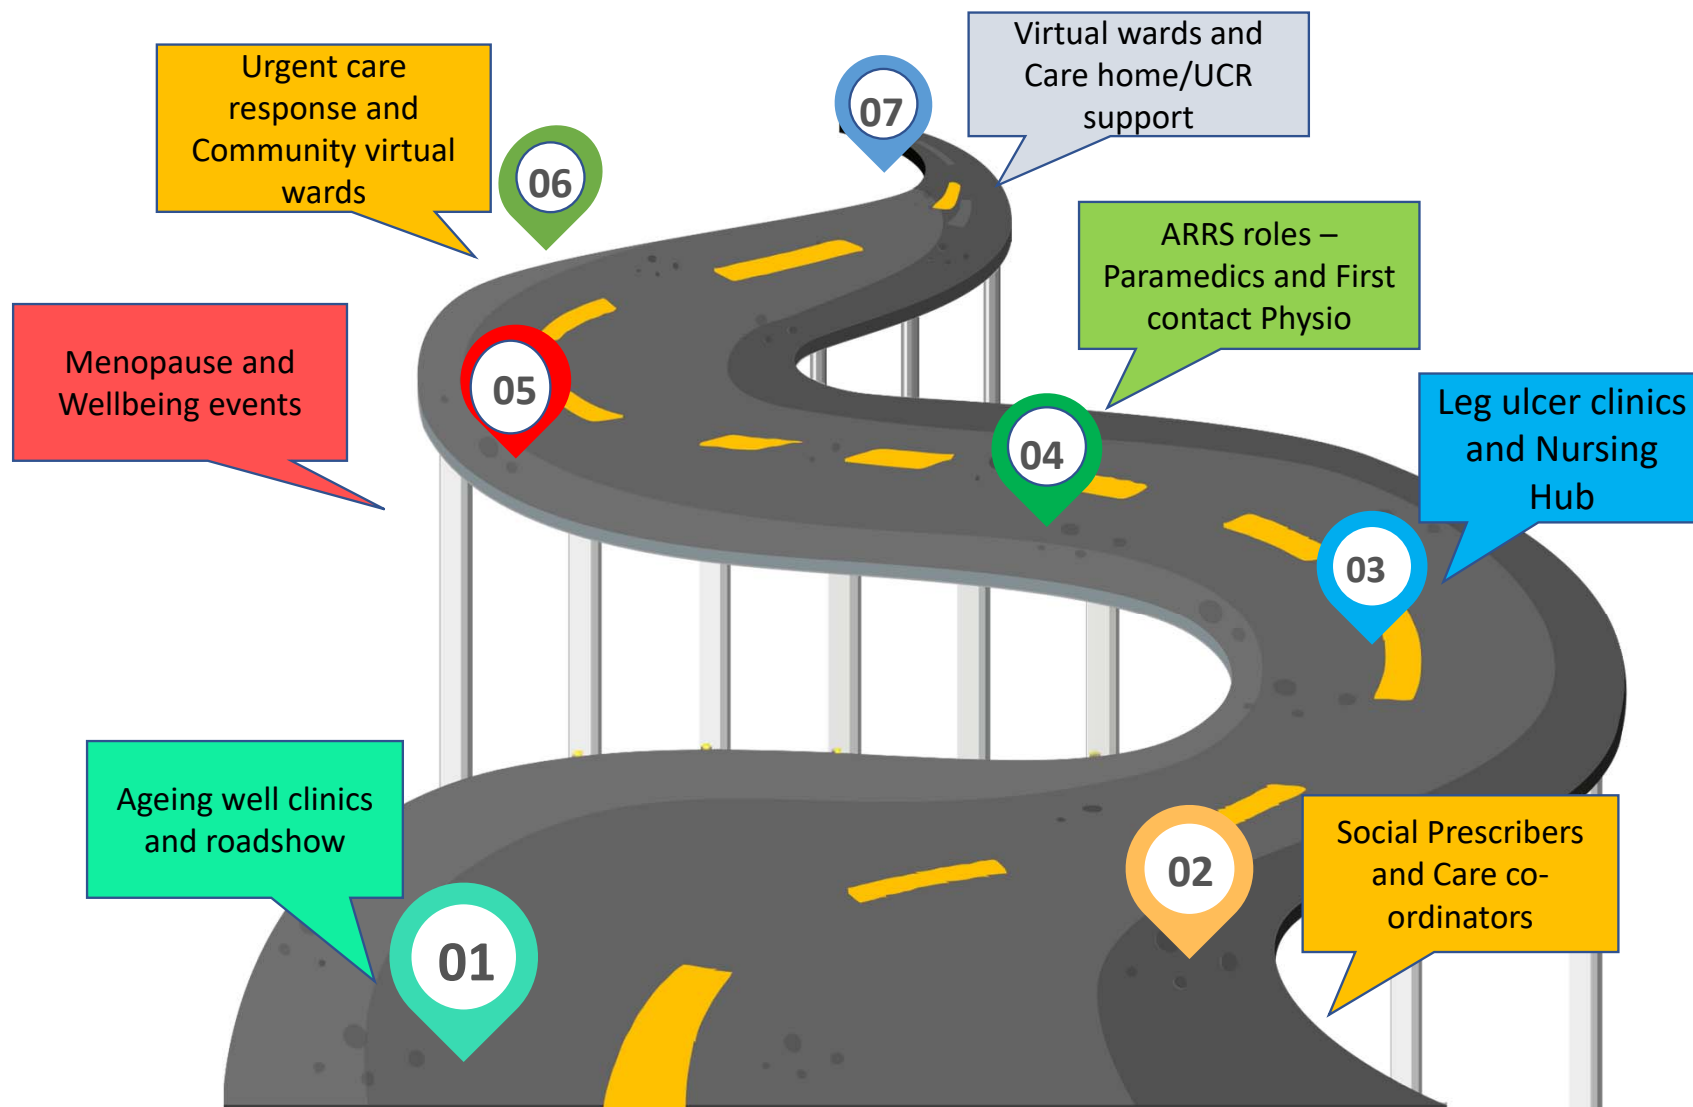 Virtual wards and
Care home/UCR
support
07
Urgent care
response and
Community virtual
wards
06
ARRS roles –
Paramedics and First
contact Physio
04
Menopause and
Wellbeing events
05
Leg ulcer clinics
and Nursing
Hub
03
Ageing well clinics
and roadshow
01
02
Social Prescribers
and Care co-
ordinators